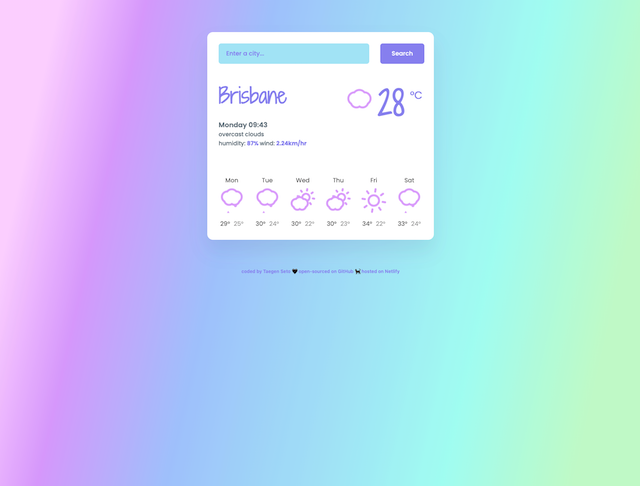 Enter a city...
Search
Brisbane
28 °C
Monday 09:43
overcast clouds
humidity: 87% wind: 2.24km/hr
Mon Tue Wed Thu Fri Sat
29° 25° 30° 24° 30° 22° 30° 23° 34° 22° 33° 24°
coded by Taegen Seto 🖤 open-sourced on GitHub 🐈‍⬛ hosted on Netlify